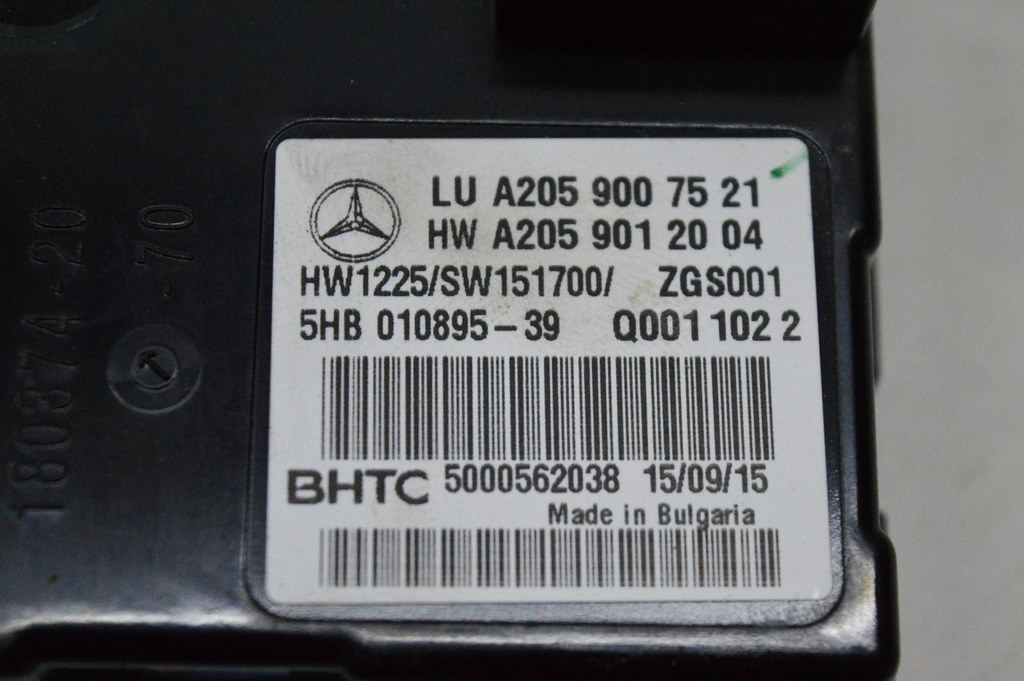 LU A205 900 75 21
HW A205 901 20 04
HW1225/SW151700/ ZGS001
5HB 010895-39 Q001 102 2
BHTC 5000562038 15/09/15
Made in Bulgaria
180374-20
-70